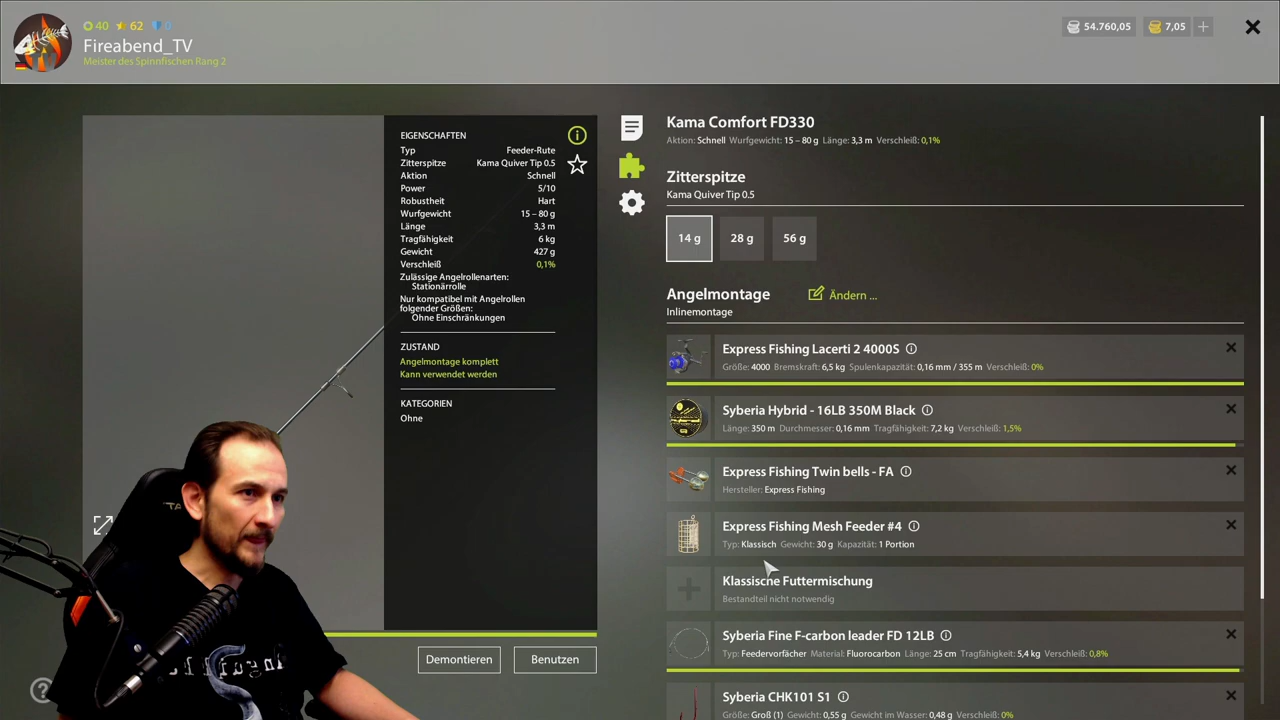 40 62 0
Fireabend_TV
Meister des Spinnfischen Rang 2
54.760,05 7,05
EIGENSCHAFTEN
Typ Feeder-Rute
Zitterspitze Kama Quiver Tip 0.5
Aktion Schnell
Power 5/10
Robustheit Hart
Wurfgewicht 15 – 80 g
Länge 3,3 m
Tragfähigkeit 6 kg
Gewicht 427 g
Verschleiß 0,1%
Zulässige Angelrollenarten:
Stationärrolle
Nur kompatibel mit Angelrollen
folgender Größen:
Ohne Einschränkungen
ZUSTAND
Angelmontage komplett
Kann verwendet werden
KATEGORIEN
Ohne
Demontieren Benutzen
Kama Comfort FD330
Aktion: Schnell Wurfgewicht: 15 – 80 g Länge: 3,3 m Verschleiß: 0,1%
Zitterspitze
Kama Quiver Tip 0.5
14 g 28 g 56 g
Angelmontage Ändern ...
Inlinemontage
Express Fishing Lacerti 2 4000S
Größe: 4000 Bremskraft: 6,5 kg Spulenkapazität: 0,16 mm / 355 m Verschleiß: 0%
Syberia Hybrid - 16LB 350M Black
Länge: 350 m Durchmesser: 0,16 mm Tragfähigkeit: 7,2 kg Verschleiß: 1,5%
Express Fishing Twin bells - FA
Hersteller: Express Fishing
Express Fishing Mesh Feeder #4
Typ: Klassisch Gewicht: 30 g Kapazität: 1 Portion
Klassische Futtermischung
Bestandteil nicht notwendig
Syberia Fine F-carbon leader FD 12LB
Typ: Feedervorfächer Material: Fluorocarbon Länge: 25 cm Tragfähigkeit: 5,4 kg Verschleiß: 0,8%
Syberia CHK101 S1
Größe: Groß (1) Gewicht: 0,55 g Gewicht im Wasser: 0,48 g Verschleiß: 0%